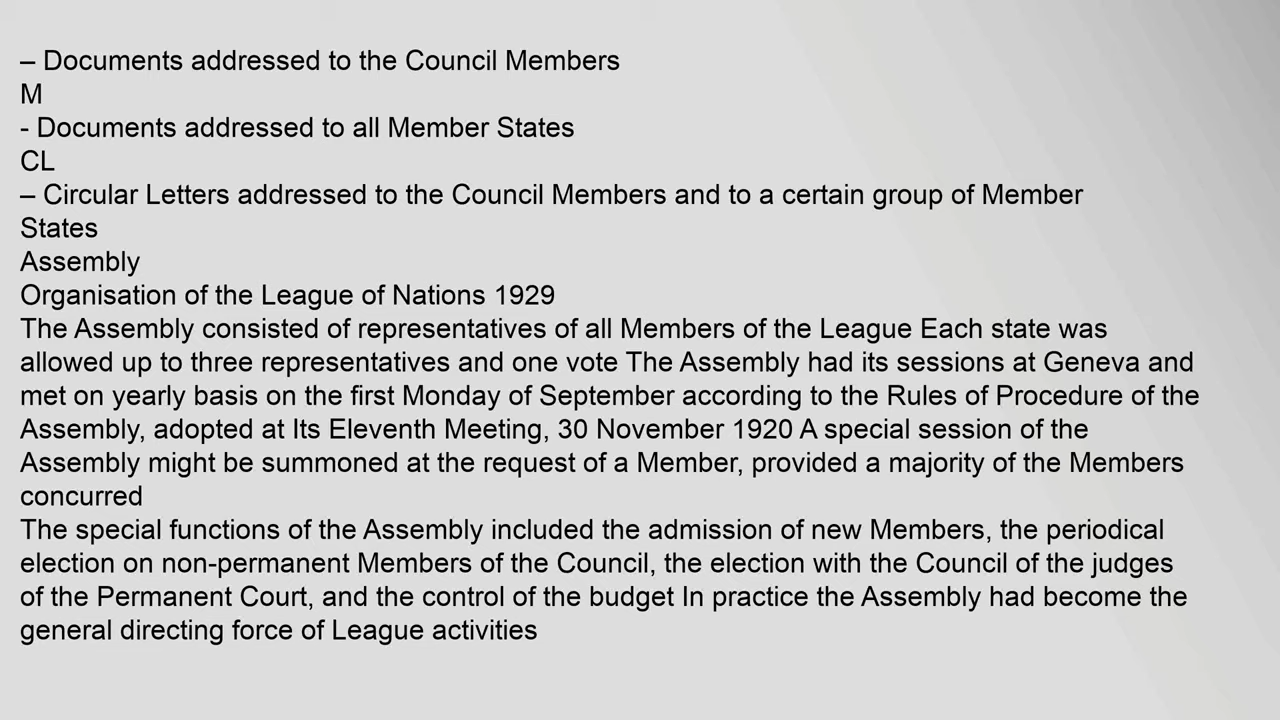 – Documents addressed to the Council Members
M
- Documents addressed to all Member States
CL
– Circular Letters addressed to the Council Members and to a certain group of Member
States
Assembly
Organisation of the League of Nations 1929
The Assembly consisted of representatives of all Members of the League Each state was
allowed up to three representatives and one vote The Assembly had its sessions at Geneva and
met on yearly basis on the first Monday of September according to the Rules of Procedure of the
Assembly, adopted at Its Eleventh Meeting, 30 November 1920 A special session of the
Assembly might be summoned at the request of a Member, provided a majority of the Members
concurred
The special functions of the Assembly included the admission of new Members, the periodical
election on non-permanent Members of the Council, the election with the Council of the judges
of the Permanent Court, and the control of the budget In practice the Assembly had become the
general directing force of League activities